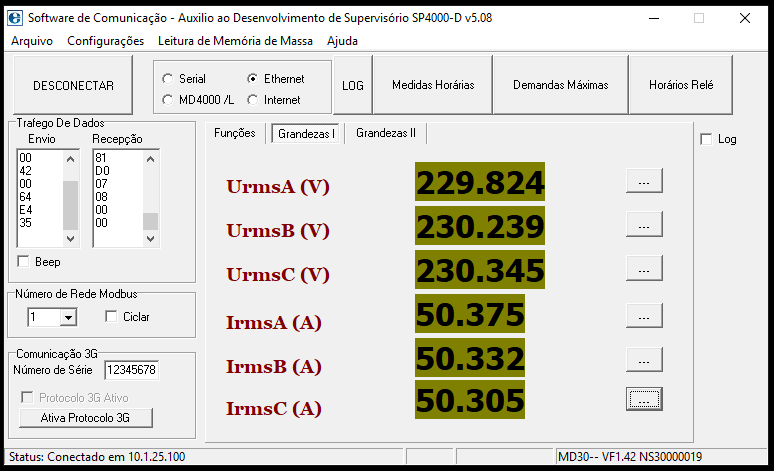 Software de Comunicação - Auxilio ao Desenvolvimento de Supervisório SP4000-D v5.08
Arquivo Configurações Leitura de Memória de Massa Ajuda
DESCONECTAR
Serial Ethernet
MD4000 /L Internet
LOG
Medidas Horárias
Demandas Máximas
Horários Relé
Trafego De Dados
Envio Recepção
00 81
42 D0
00 07
64 08
E4 00
35 00
Beep
Número de Rede Modbus
1 Ciclar
Comunicação 3G
Número de Série 12345678
Protocolo 3G Ativo
Ativa Protocolo 3G
Funções Grandezas I Grandezas II
UrmsA (V) 229.824 ...
UrmsB (V) 230.239 ...
UrmsC (V) 230.345 ...
IrmsA (A) 50.375 ...
IrmsB (A) 50.332 ...
IrmsC (A) 50.305 ...
Log
Status: Conectado em 10.1.25.100
MD30-- VF1.42 NS30000019